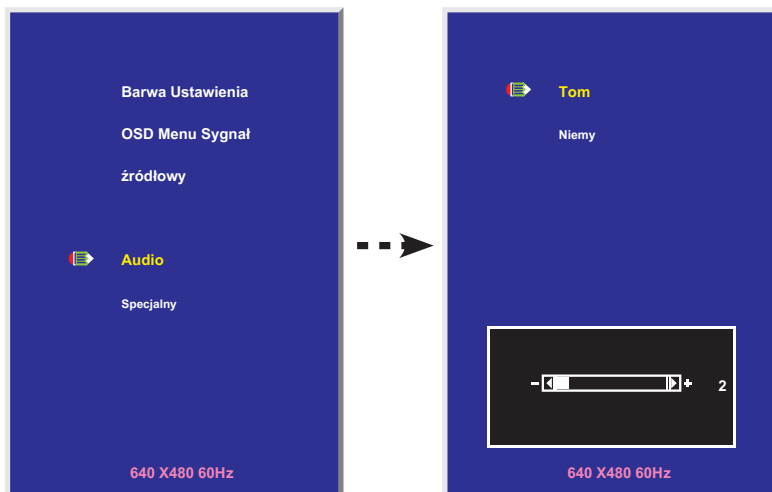 Barwa Ustawienia
OSD Menu Sygnał
źródłowy
Audio
Specjalny
640 X480 60Hz
Tom
Niemy
- + 2
640 X480 60Hz